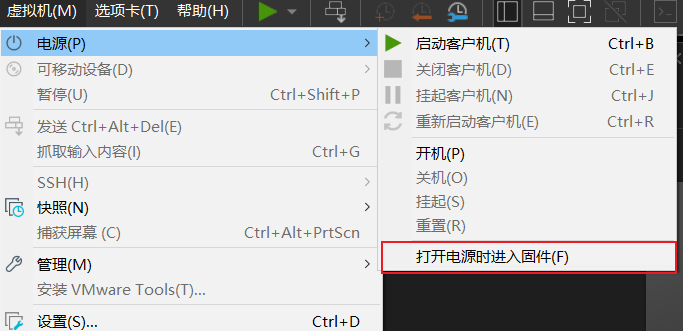 虚拟机(M) 选项卡(T) 帮助(H)
电源(P)
可移动设备(D)
暂停(U) Ctrl+Shift+P
发送 Ctrl+Alt+Del(E)
抓取输入内容(I) Ctrl+G
SSH(H)
快照(N)
捕获屏幕 (C) Ctrl+Alt+PrtScn
管理(M)
安装 VMware Tools(T)...
设置(S)... Ctrl+D
启动客户机(T) Ctrl+B
关闭客户机(D) Ctrl+E
挂起客户机(N) Ctrl+J
重新启动客户机(E) Ctrl+R
开机(P)
关机(O)
挂起(S)
重置(R)
打开电源时进入固件(F)